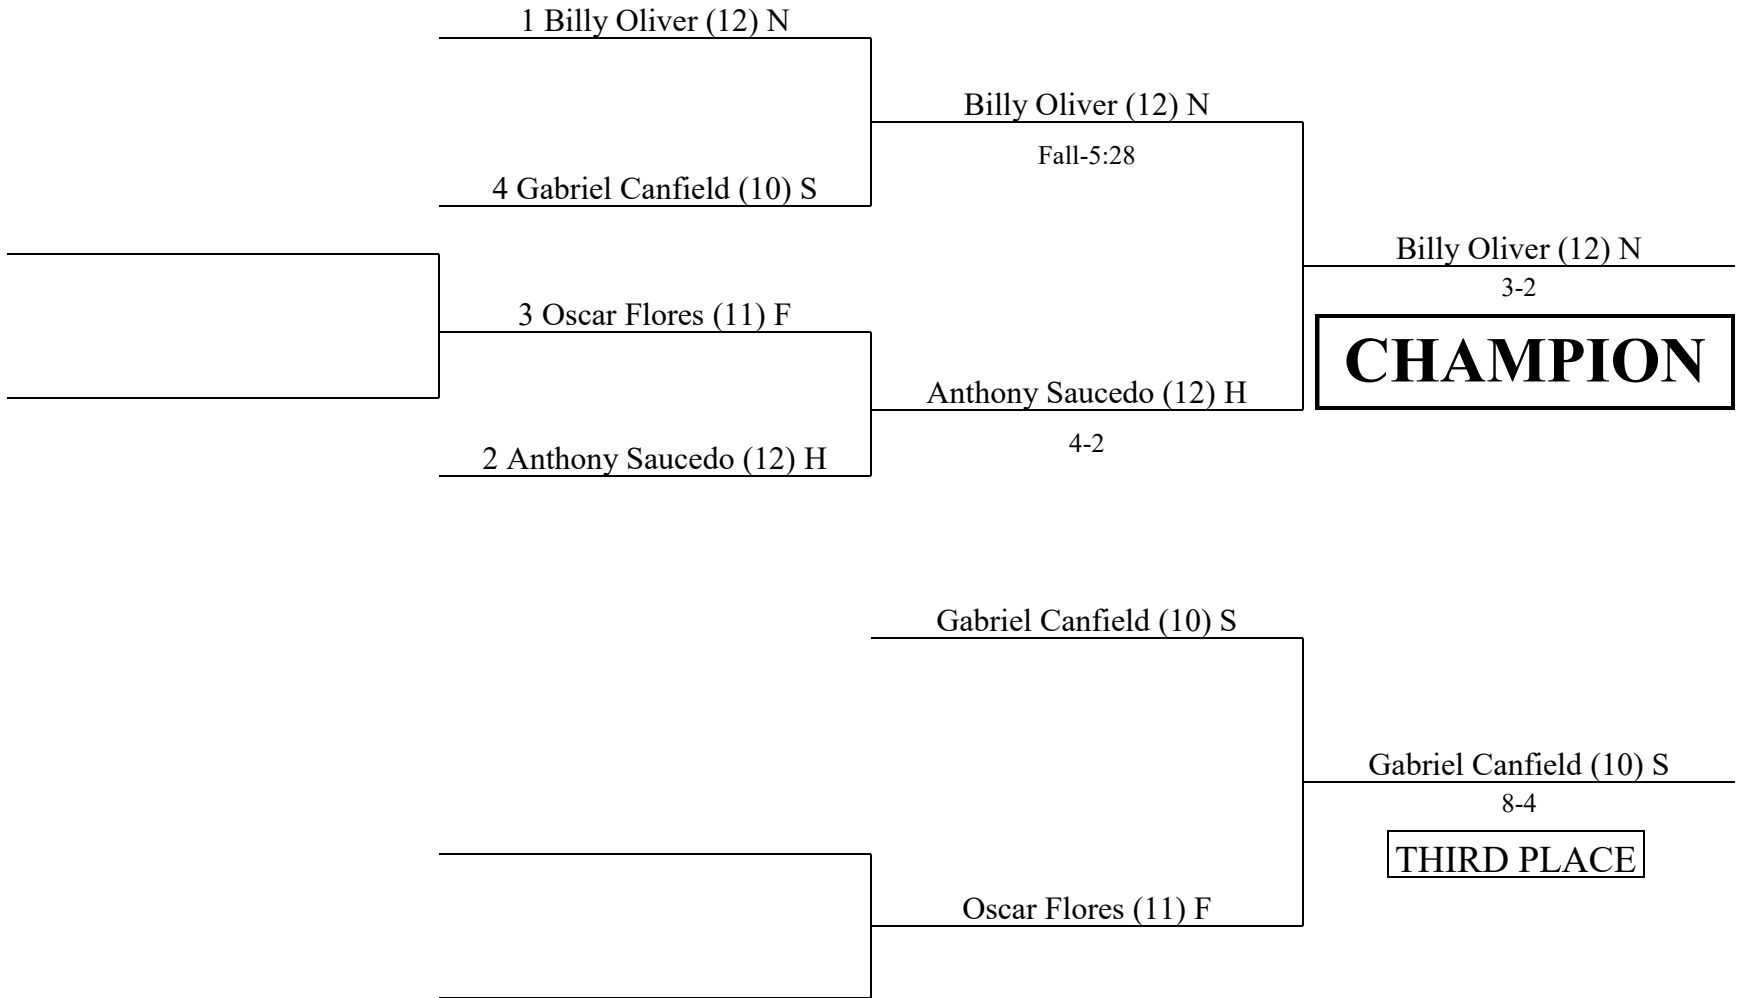 1 Billy Oliver (12) N
Billy Oliver (12) N
Fall-5:28
4 Gabriel Canfield (10) S
Billy Oliver (12) N
3-2
CHAMPION
3 Oscar Flores (11) F
Anthony Saucedo (12) H
4-2
2 Anthony Saucedo (12) H
Gabriel Canfield (10) S
Gabriel Canfield (10) S
8-4
THIRD PLACE
Oscar Flores (11) F